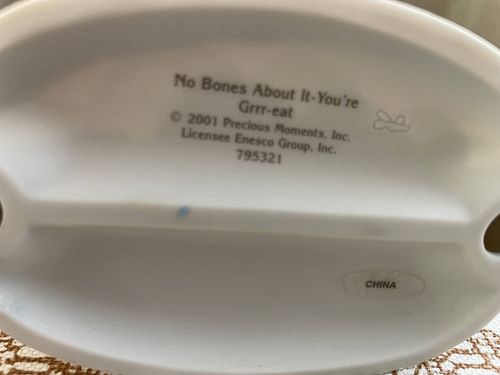 No Bones About It-You're
Grrr-eat
© 2001 Precious Moments, Inc.
Licensee Enesco Group, Inc.
795321
CHINA